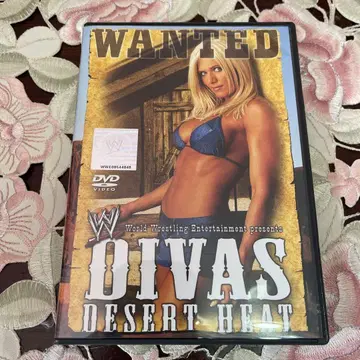 WANTED
DVD
VIDEO
World Wrestling Entertainment presents
DIVAS
DESERT HEAT